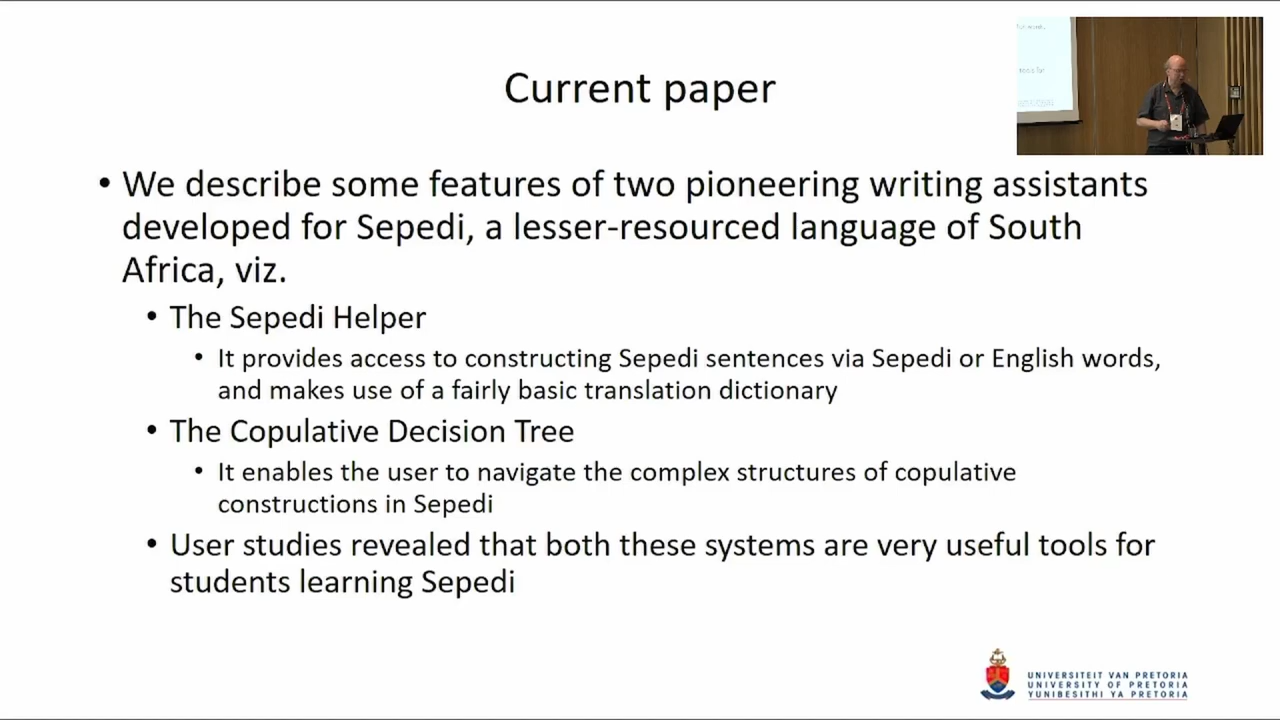 Current paper
• We describe some features of two pioneering writing assistants
developed for Sepedi, a lesser-resourced language of South
Africa, viz.
• The Sepedi Helper
• It provides access to constructing Sepedi sentences via Sepedi or English words,
and makes use of a fairly basic translation dictionary
• The Copulative Decision Tree
• It enables the user to navigate the complex structures of copulative
constructions in Sepedi
• User studies revealed that both these systems are very useful tools for
students learning Sepedi
UNIVERSITEIT VAN PRETORIA
UNIVERSITY OF PRETORIA
YUNIBESITHI YA PRETORIA